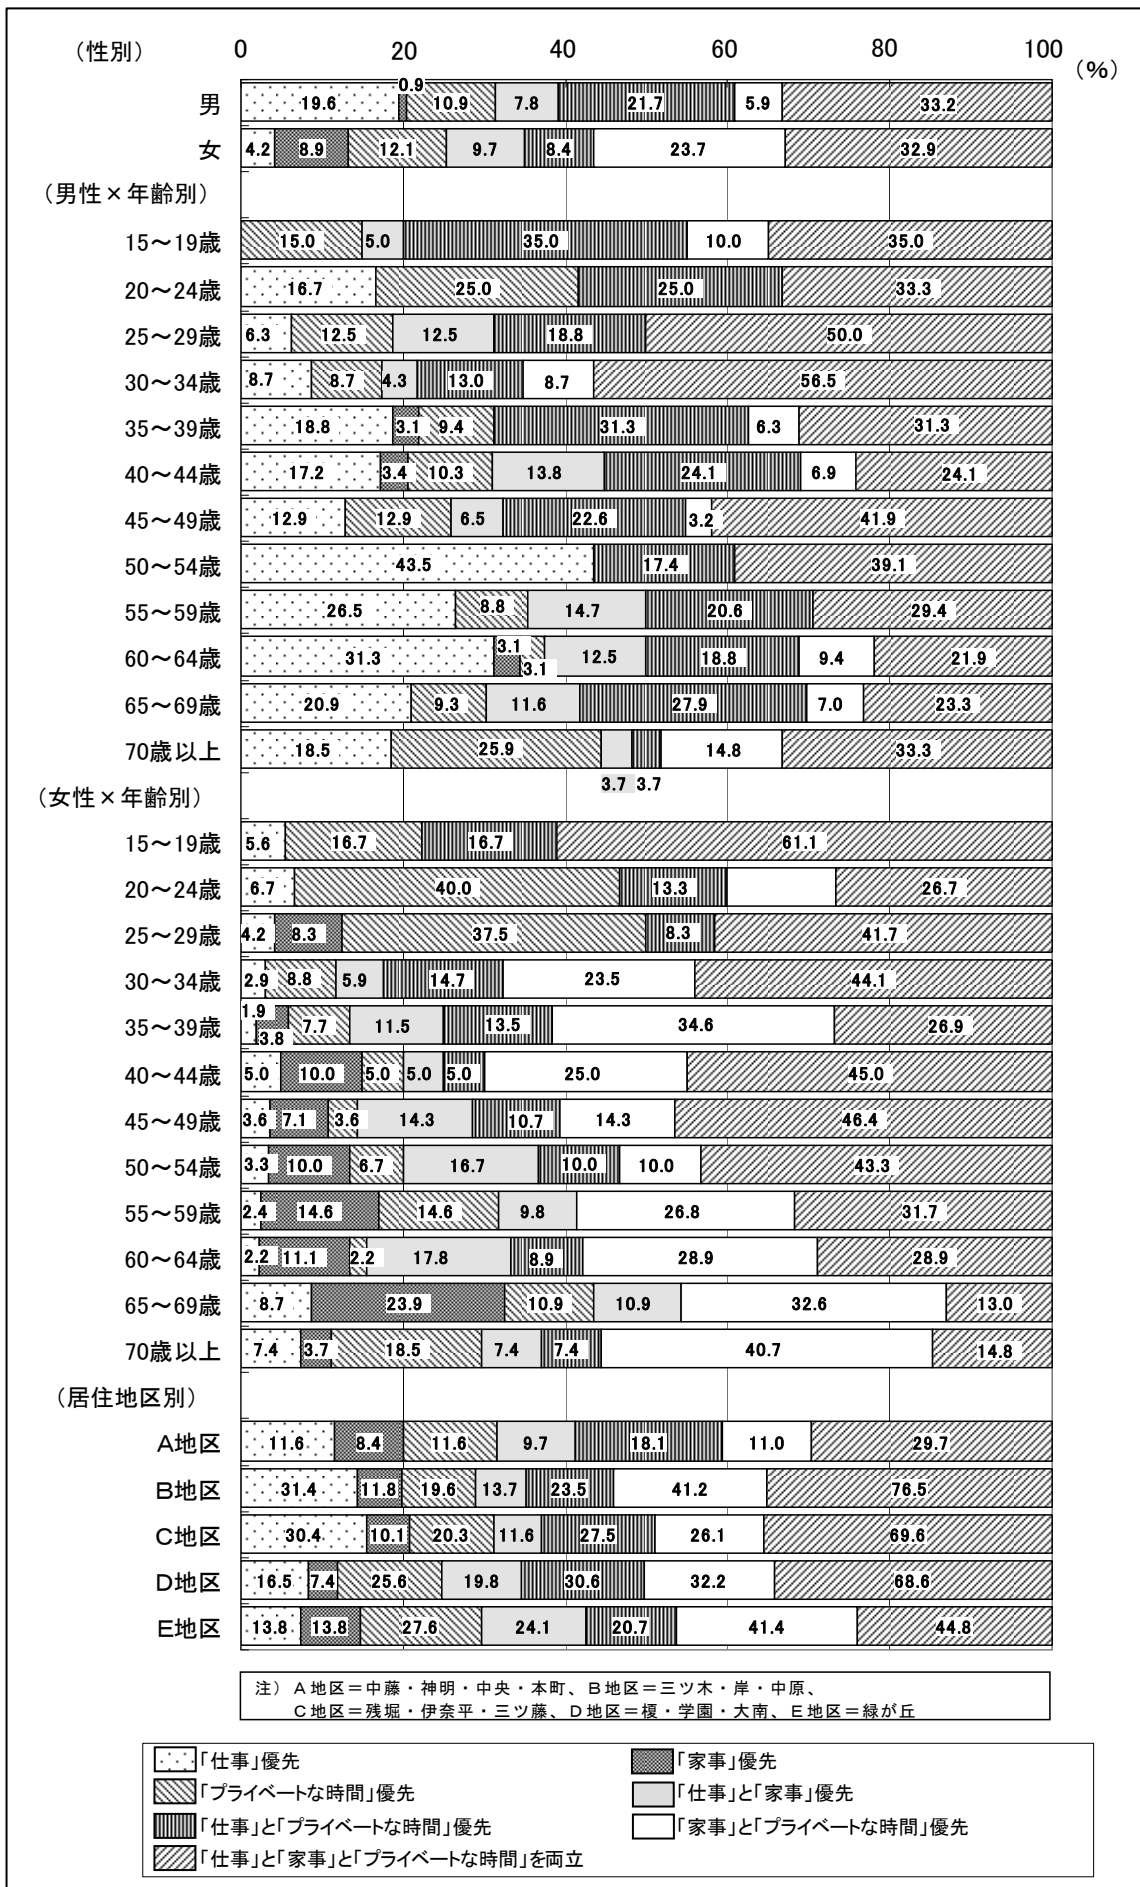 （性別） 0 20 40 60 80 100
（%）
男 19.6 0.9 10.9 7.8 21.7 5.9 33.2
女 4.2 8.9 12.1 9.7 8.4 23.7 32.9
（男性×年齢別）
15～19歳 15.0 5.0 35.0 10.0 35.0
20～24歳 16.7 25.0 25.0 33.3
25～29歳 6.3 12.5 12.5 18.8 50.0
30～34歳 8.7 8.7 4.3 13.0 8.7 56.5
35～39歳 18.8 3.1 9.4 31.3 6.3 31.3
40～44歳 17.2 3.4 10.3 13.8 24.1 6.9 24.1
45～49歳 12.9 12.9 6.5 22.6 3.2 41.9
50～54歳 43.5 17.4 39.1
55～59歳 26.5 8.8 14.7 20.6 29.4
60～64歳 31.3 3.1 3.1 12.5 18.8 9.4 21.9
65～69歳 20.9 9.3 11.6 27.9 7.0 23.3
70歳以上 18.5 25.9 3.7 3.7 14.8 33.3
（女性×年齢別）
15～19歳 5.6 16.7 16.7 61.1
20～24歳 6.7 40.0 13.3 26.7
25～29歳 4.2 8.3 37.5 8.3 41.7
30～34歳 2.9 8.8 5.9 14.7 23.5 44.1
35～39歳 1.9 3.8 7.7 11.5 13.5 34.6 26.9
40～44歳 5.0 10.0 5.0 5.0 5.0 25.0 45.0
45～49歳 3.6 7.1 3.6 14.3 10.7 14.3 46.4
50～54歳 3.3 10.0 6.7 16.7 10.0 10.0 43.3
55～59歳 2.4 14.6 14.6 9.8 26.8 31.7
60～64歳 2.2 11.1 2.2 17.8 8.9 28.9 28.9
65～69歳 8.7 23.9 10.9 10.9 32.6 13.0
70歳以上 7.4 3.7 18.5 7.4 7.4 40.7 14.8
（居住地区別）
A地区 11.6 8.4 11.6 9.7 18.1 11.0 29.7
B地区 31.4 11.8 19.6 13.7 23.5 41.2 76.5
C地区 30.4 10.1 20.3 11.6 27.5 26.1 69.6
D地区 16.5 7.4 25.6 19.8 30.6 32.2 68.6
E地区 13.8 13.8 27.6 24.1 20.7 41.4 44.8
注） A地区＝中藤・神明・中央・本町、B地区＝三ツ木・岸・中原、
C地区＝残堀・伊奈平・三ツ藤、D地区＝榎・学園・大南、E地区＝緑が丘
「仕事」優先 「家事」優先
「プライベートな時間」優先 「仕事」と「家事」優先
「仕事」と「プライベートな時間」優先 「家事」と「プライベートな時間」優先
「仕事」と「家事」と「プライベートな時間」を両立